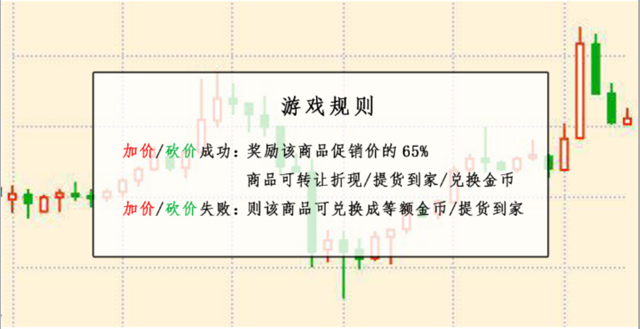 游戏规则
加价/砍价成功：奖励该商品促销价的 65%
商品可转让折现/提货到家/兑换金币
加价/砍价失败：则该商品可兑换成等额金币/提货到家